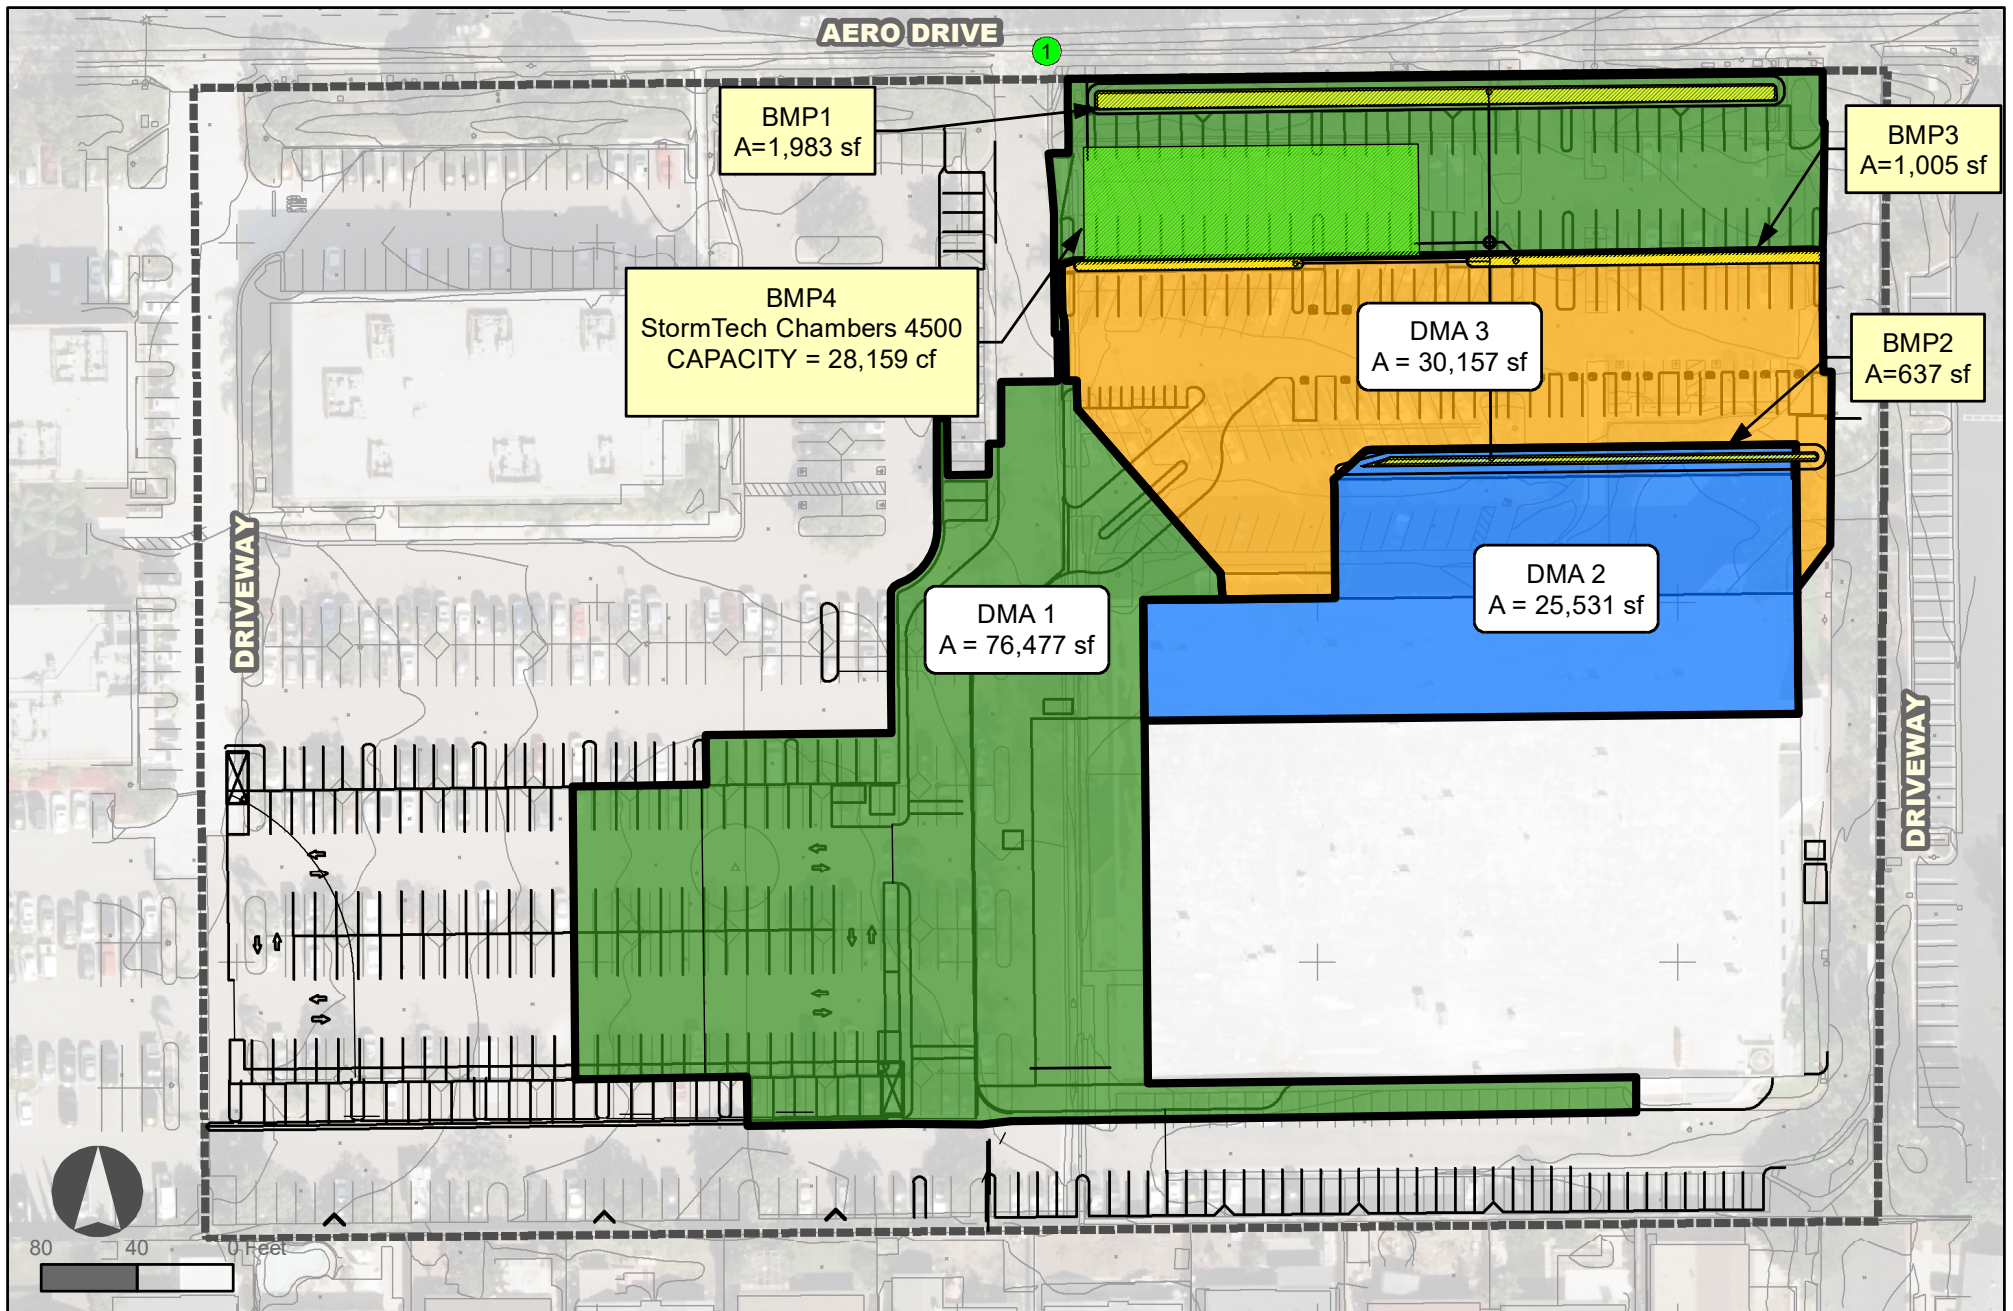 AERO DRIVE
1
BMP1
A=1,983 sf
BMP3
A=1,005 sf
BMP4
StormTech Chambers 4500
CAPACITY = 28,159 cf
DMA 3
A = 30,157 sf
BMP2
A=637 sf
DRIVEWAY
DMA 2
A = 25,531 sf
DMA 1
A = 76,477 sf
DRIVEWAY
80 40 0 Feet